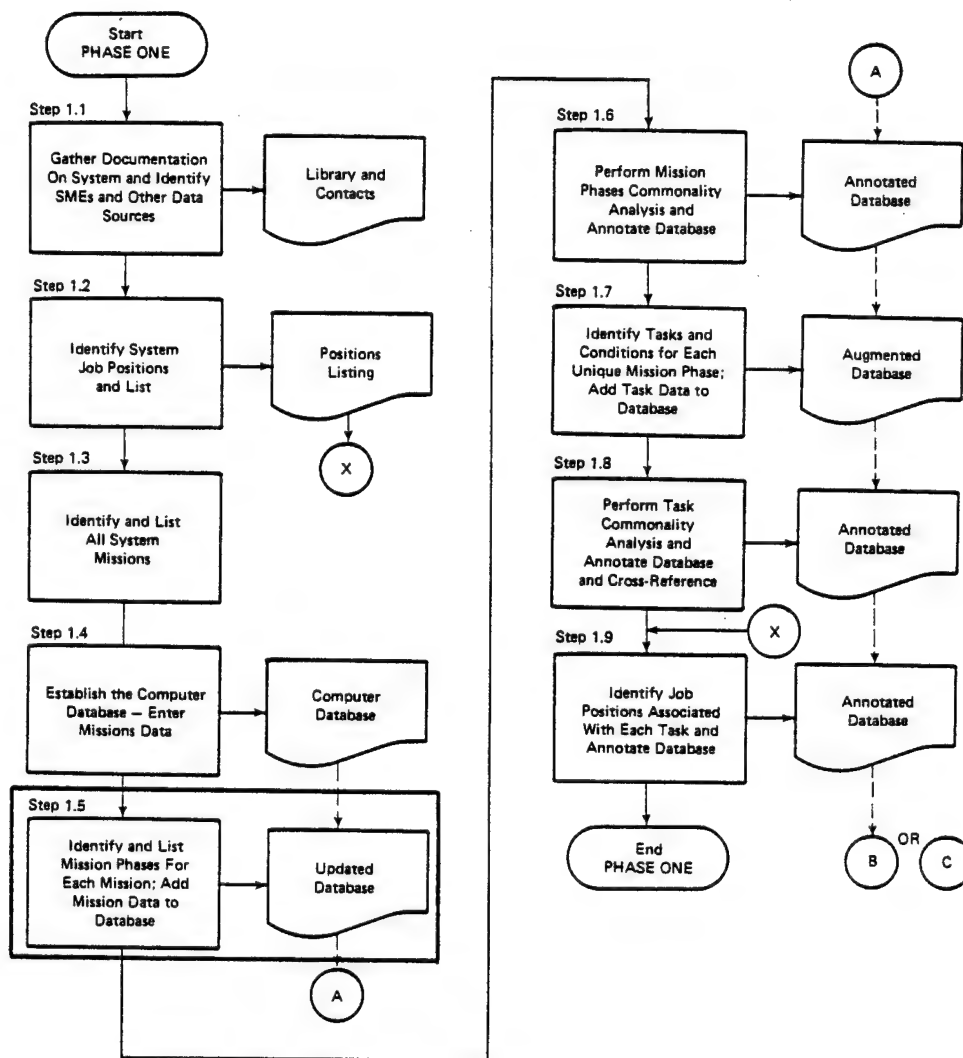 Start
PHASE ONE
Step 1.1
Gather Documentation
On System and Identify
SMEs and Other Data
Sources
Library and
Contacts
Step 1.2
Identify System
Job Positions
and List
Positions
Listing
X
Step 1.3
Identify and List
All System
Missions
Step 1.4
Establish the Computer
Database — Enter
Missions Data
Computer
Database
Step 1.5
Identify and List
Mission Phases For
Each Mission; Add
Mission Data to
Database
Updated
Database
A
A
Step 1.6
Perform Mission
Phases Commonality
Analysis and
Annotate Database
Annotated
Database
Step 1.7
Identify Tasks and
Conditions for Each
Unique Mission Phase;
Add Task Data to
Database
Augmented
Database
Step 1.8
Perform Task
Commonality
Analysis and
Annotate Database
and Cross-Reference
Annotated
Database
X
Step 1.9
Identify Job
Positions Associated
With Each Task and
Annotate Database
Annotated
Database
End
PHASE ONE
B
OR
C